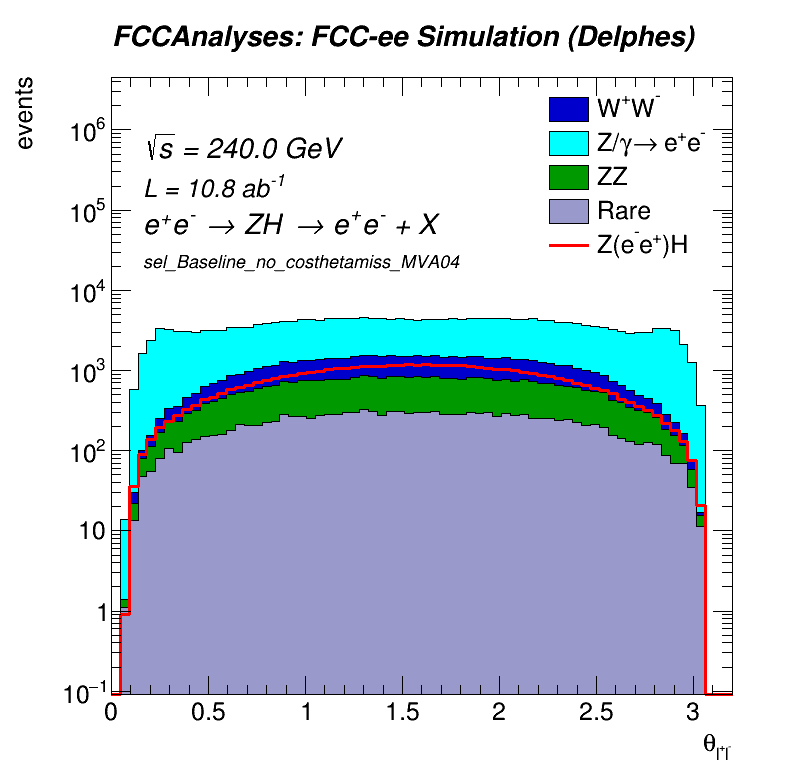 FCCAnalyses: FCC-ee Simulation (Delphes)
events
√s = 240.0 GeV
L = 10.8 ab⁻¹
e⁺e⁻ → ZH → e⁺e⁻ + X
sel_Baseline_no_costhetamiss_MVA04
W⁺W⁻
Z/γ→ e⁺e⁻
ZZ
Rare
Z(e⁻e⁺)H
10⁶
10⁵
10⁴
10³
10²
10
1
10⁻¹
0 0.5 1 1.5 2 2.5 3
θ_{l⁺l⁻}